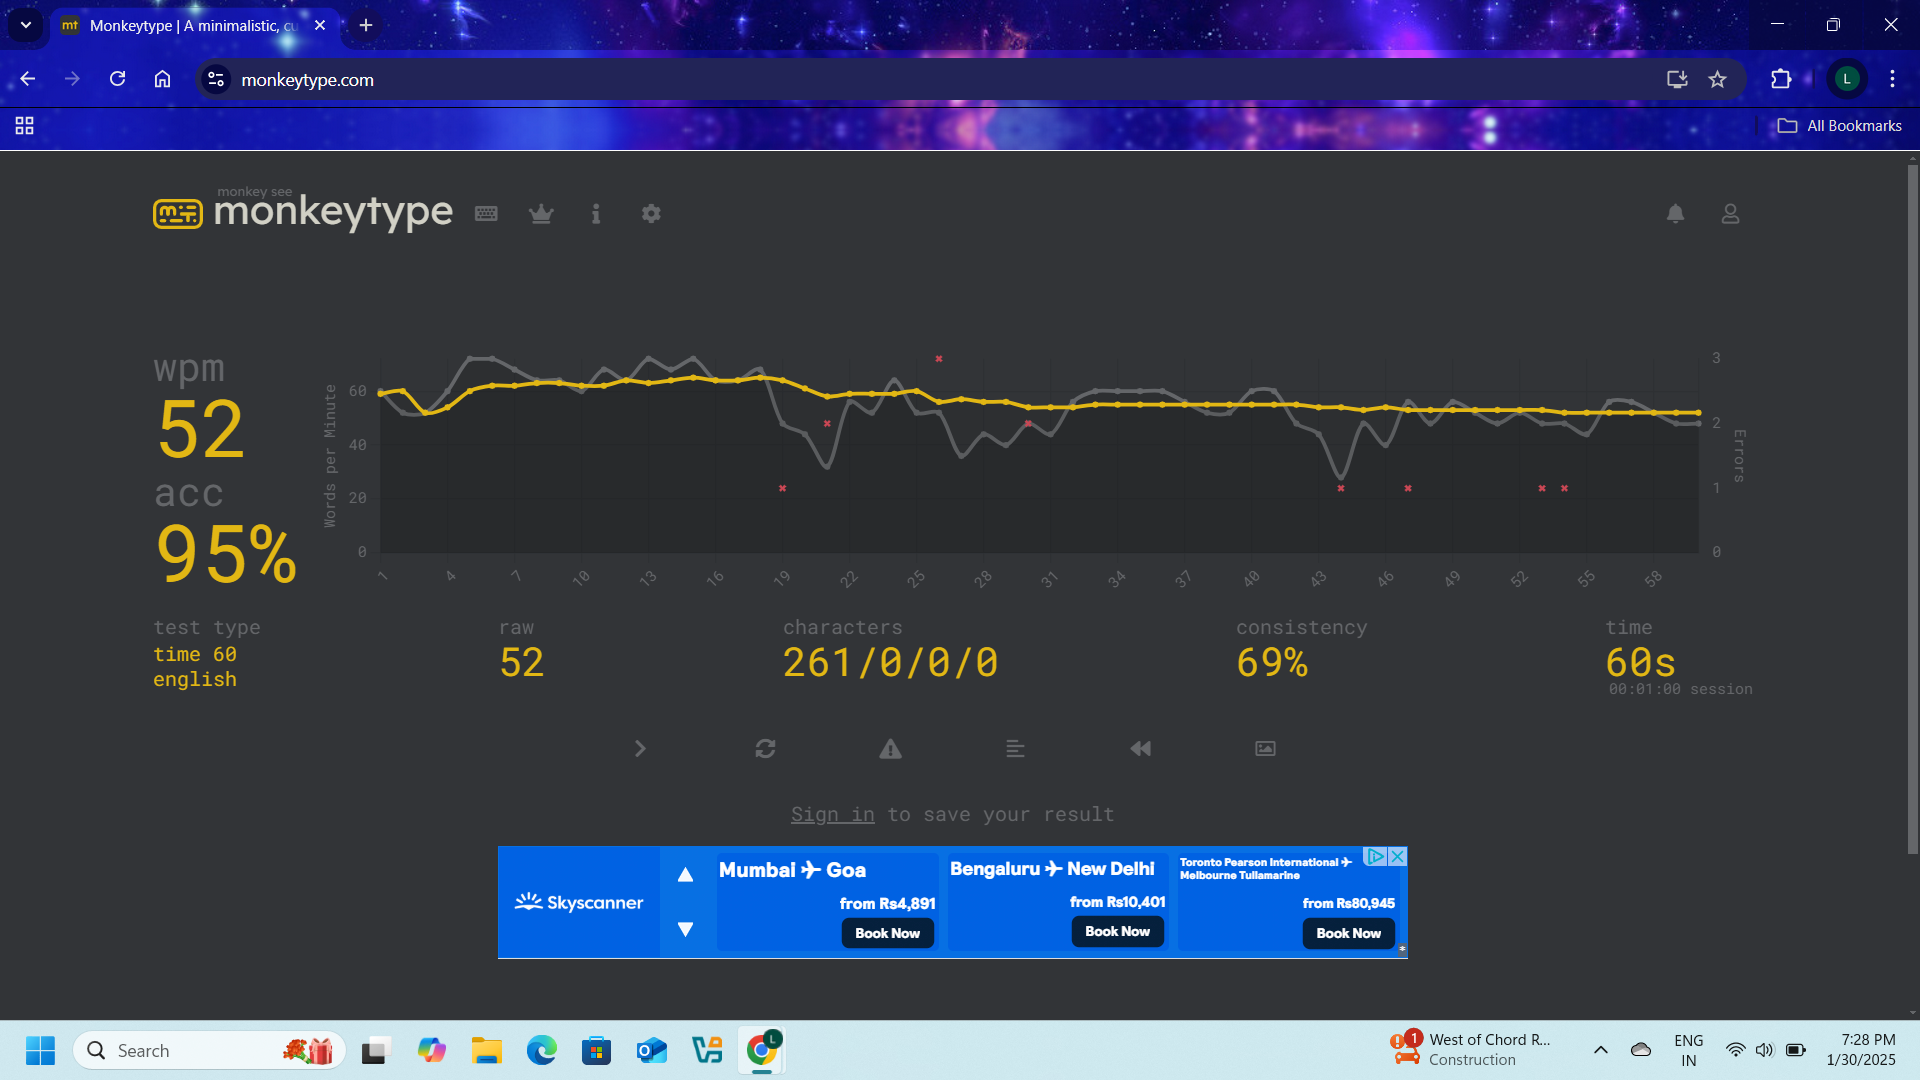 Monkeytype | A minimalistic, cu
monkeytype.com
L
All Bookmarks
monkey see
monkeytype
wpm
52
acc
95%
Words per Minute
60
40
20
0
3
2
1
0
Errors
1 4 7 10 13 16 19 22 25 28 31 34 37 40 43 46 49 52 55 58
test type
time 60
english
raw
52
characters
261/0/0/0
consistency
69%
time
60s
00:01:00 session
Sign in to save your result
Skyscanner
Mumbai ✈ Goa
from Rs4,891
Book Now
Bengaluru ✈ New Delhi
from Rs10,401
Book Now
Toronto Pearson International ✈
Melbourne Tullamarine
from Rs80,945
Book Now
Search
L
1
West of Chord R...
Construction
ENG
IN
7:28 PM
1/30/2025